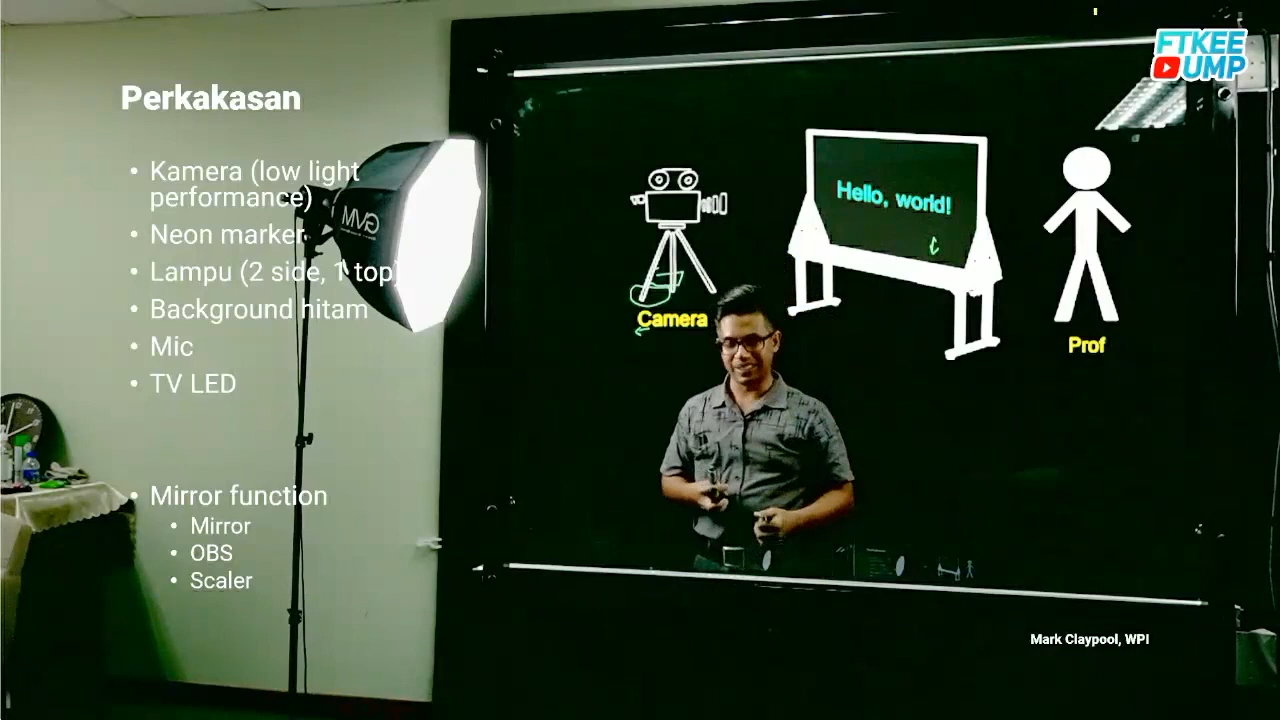 FTKEE
UMP
Perkakasan
• Kamera (low light
performance)
• Neon marker
• Lampu (2 side, 1 top)
• Background hitam
• Mic
• TV LED
• Mirror function
• Mirror
• OBS
• Scaler
GVM
Hello, world!
Camera
Prof
Mark Claypool, WPI